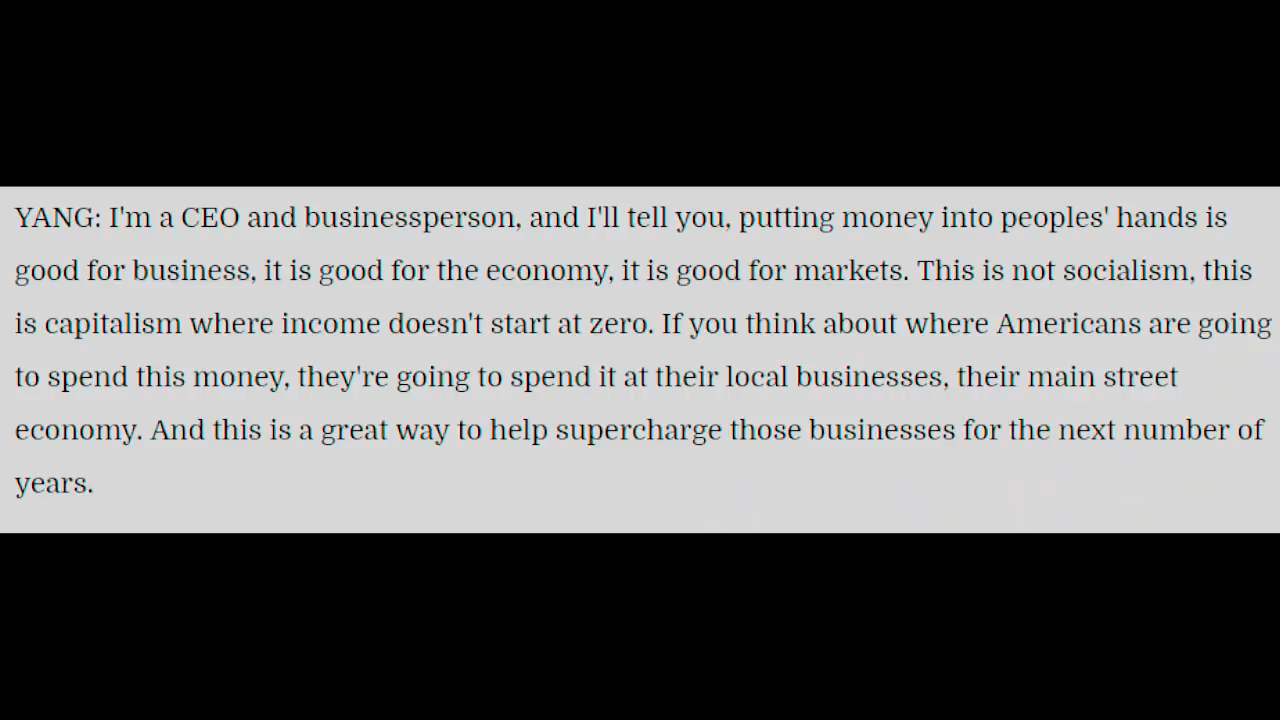 YANG: I'm a CEO and businessperson, and I'll tell you, putting money into peoples' hands is
good for business, it is good for the economy, it is good for markets. This is not socialism, this
is capitalism where income doesn't start at zero. If you think about where Americans are going
to spend this money, they're going to spend it at their local businesses, their main street
economy. And this is a great way to help supercharge those businesses for the next number of
years.